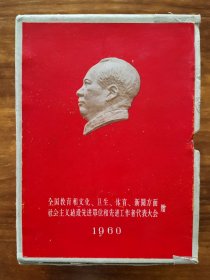 全国教育和文化、卫生、体育、新闻方面
社会主义建设先进单位和先进工作者代表大会
赠
1960